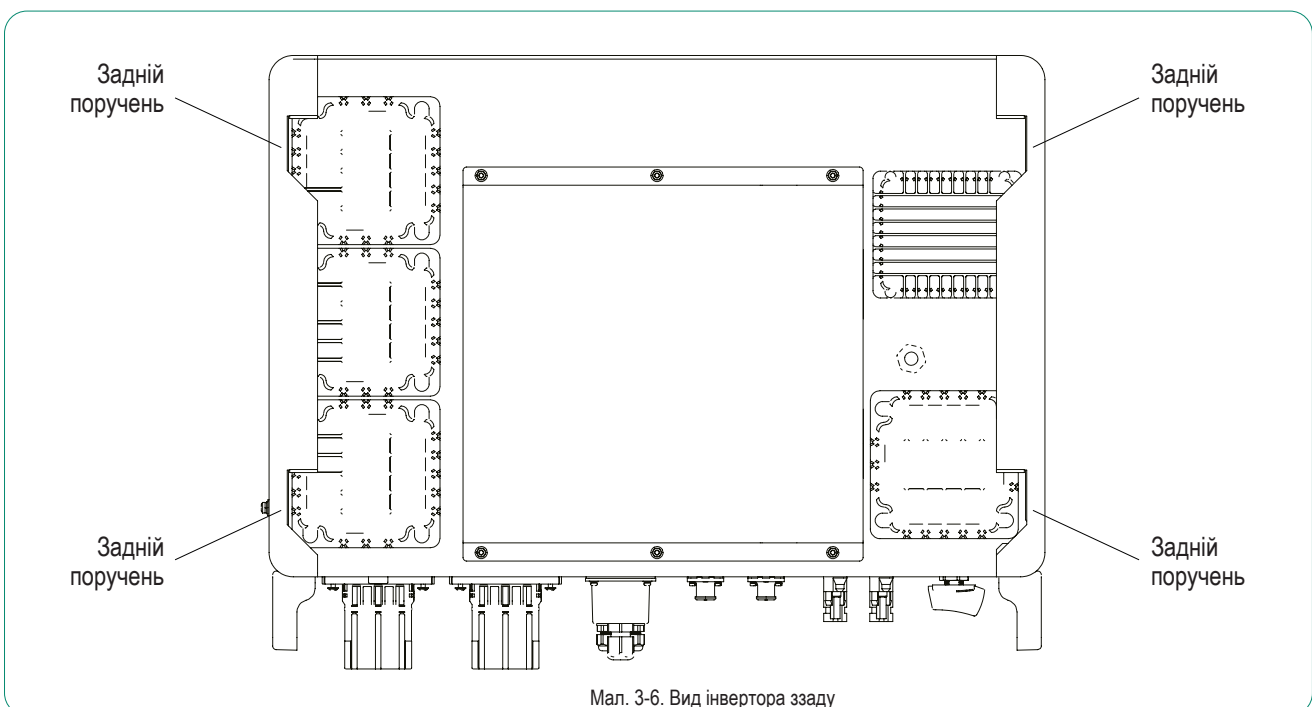 Задній
поручень
Задній
поручень
Задній
поручень
Задній
поручень
Мал. 3-6. Вид інвертора ззаду